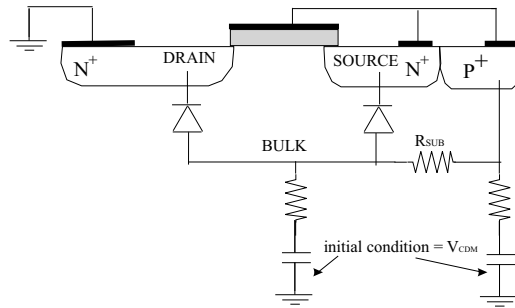 DRAIN
SOURCE
N+
N+
P+
BULK
RSUB
initial condition = VCDM